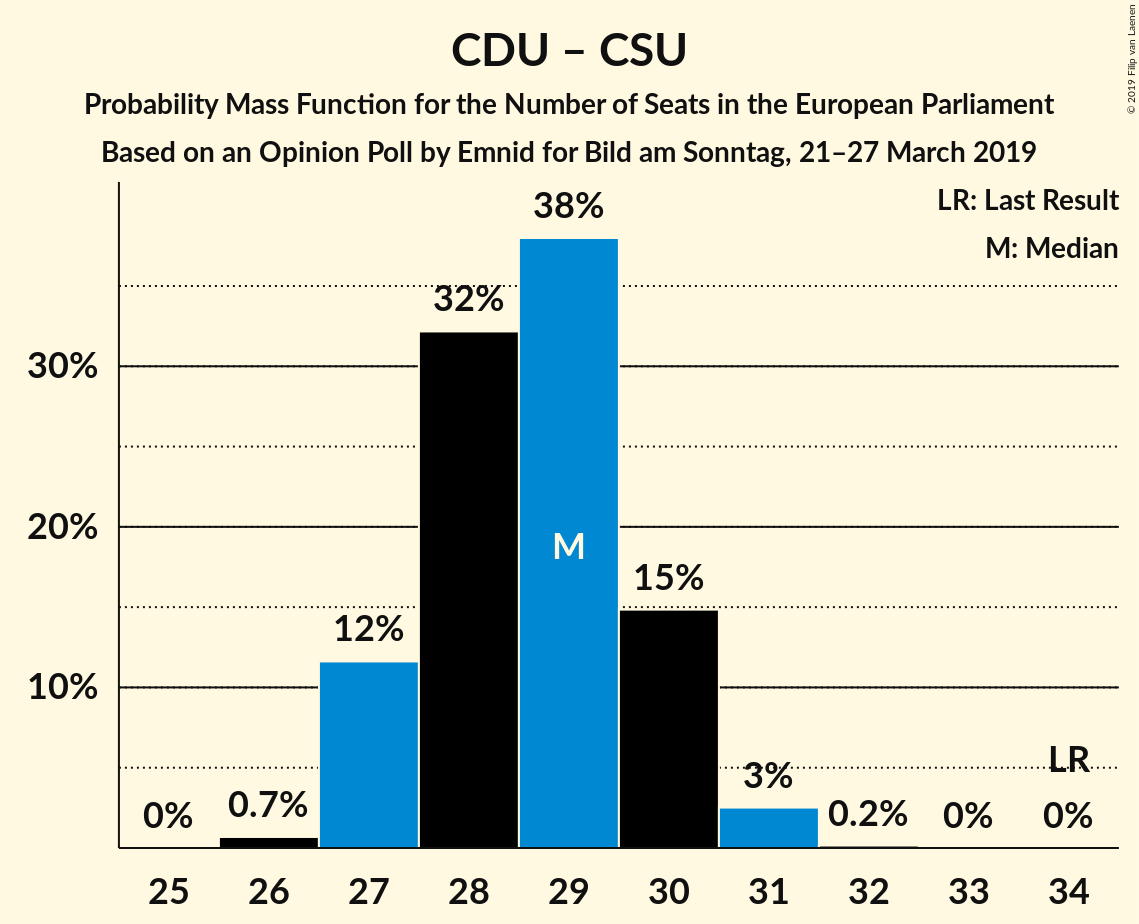 CDU – CSU
Probability Mass Function for the Number of Seats in the European Parliament
Based on an Opinion Poll by Emnid for Bild am Sonntag, 21–27 March 2019
© 2019 Filip van Laenen
LR: Last Result
M: Median
38%
32%
30%
20%
M
15%
12%
10%
LR
3%
0%
0.7%
0.2%
0%
0%
25 26 27 28 29 30 31 32 33 34